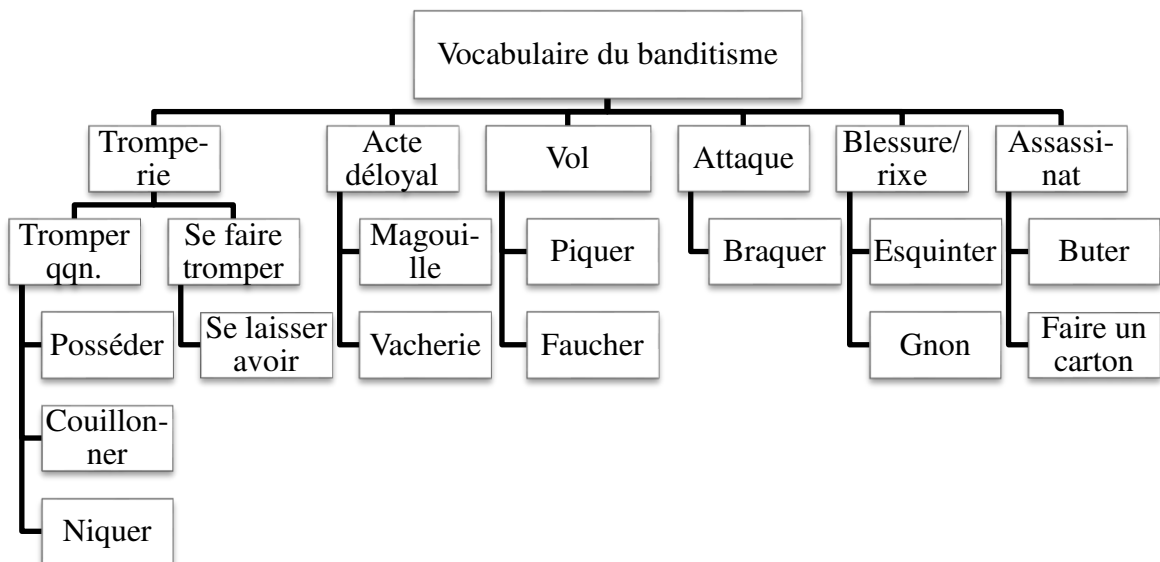 Vocabulaire du banditisme
Trompe-
rie
Acte
déloyal
Vol
Attaque
Blessure/
rixe
Assassi-
nat
Tromper
qqn.
Se faire
tromper
Magoui-
lle
Piquer
Braquer
Esquinter
Buter
Posséder
Se laisser
avoir
Vacherie
Faucher
Gnon
Faire un
carton
Couillon-
ner
Niquer